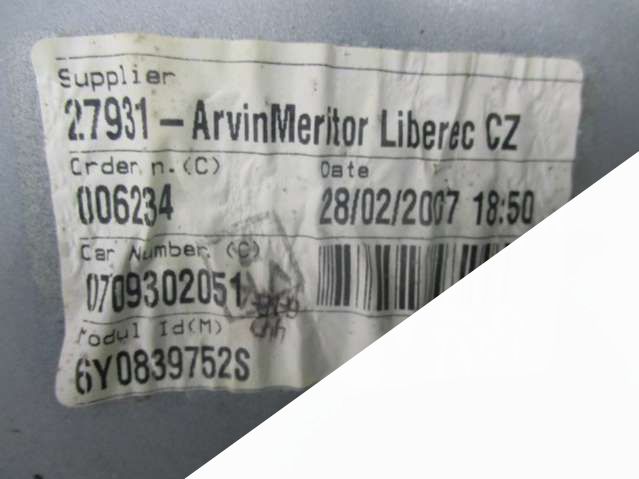 Supplier
27931-ArvinMeritor Liberec CZ
Order n.(C) Date
006234 28/02/2007 18:50
Car Number (C)
0709302051
Modul Id(M)
6Y0839752S